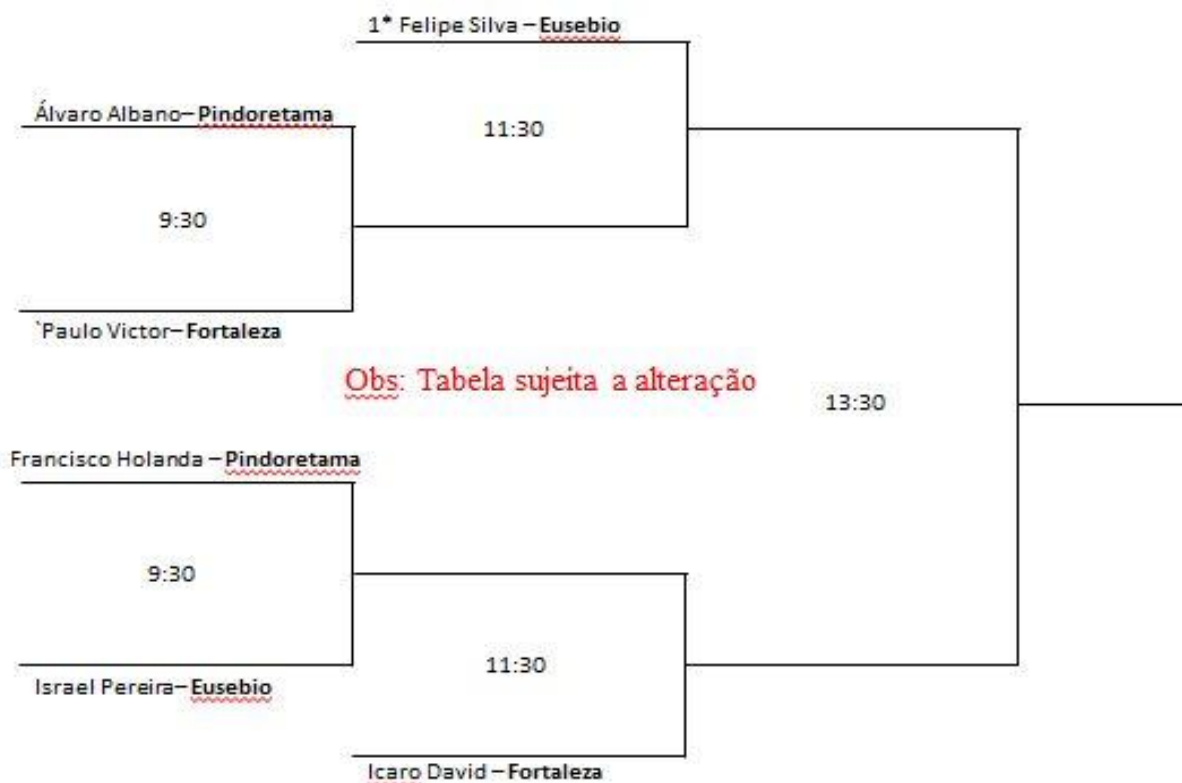 1* Felipe Silva – Eusebio
Álvaro Albano– Pindoretama
11:30
9:30
`Paulo Victor– Fortaleza
Obs: Tabela sujeita a alteração
13:30
Francisco Holanda – Pindoretama
9:30
11:30
Israel Pereira– Eusebio
Icaro David – Fortaleza